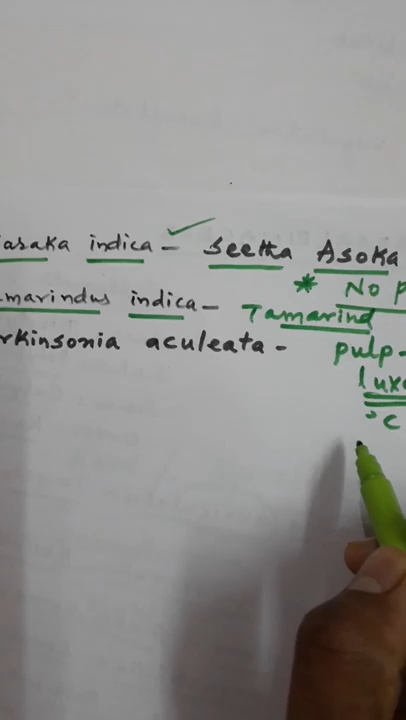 asaka indica - Seetha Asoka
* No p
marindus indica - Tamarind
rkinsonia aculeata - pulp-
lux
°C